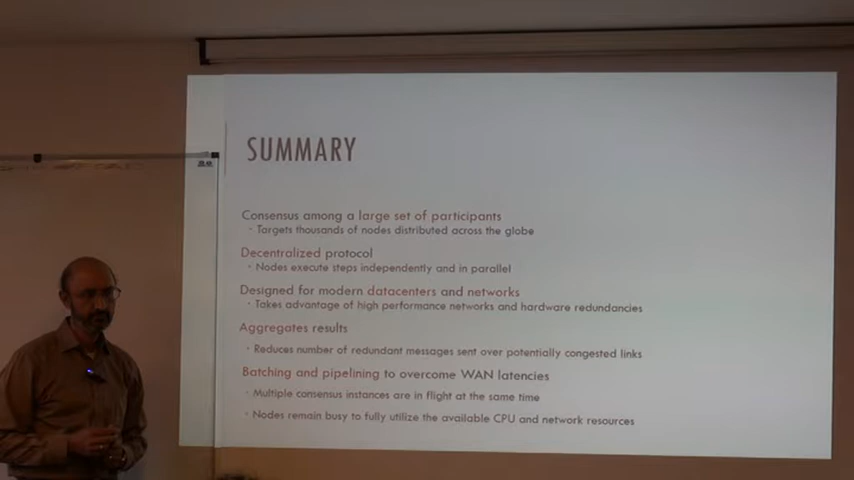 SUMMARY
Consensus among a large set of participants
Targets thousands of nodes distributed across the globe
Decentralized protocol
Nodes execute steps independently and in parallel
Designed for modern datacenters and networks
Takes advantage of high performance networks and hardware redundancies
Aggregates results
Reduces number of redundant messages sent over potentially congested links
Batching and pipelining to overcome WAN latencies
Multiple consensus instances are in flight at the same time
Nodes remain busy to fully utilize the available CPU and network resources